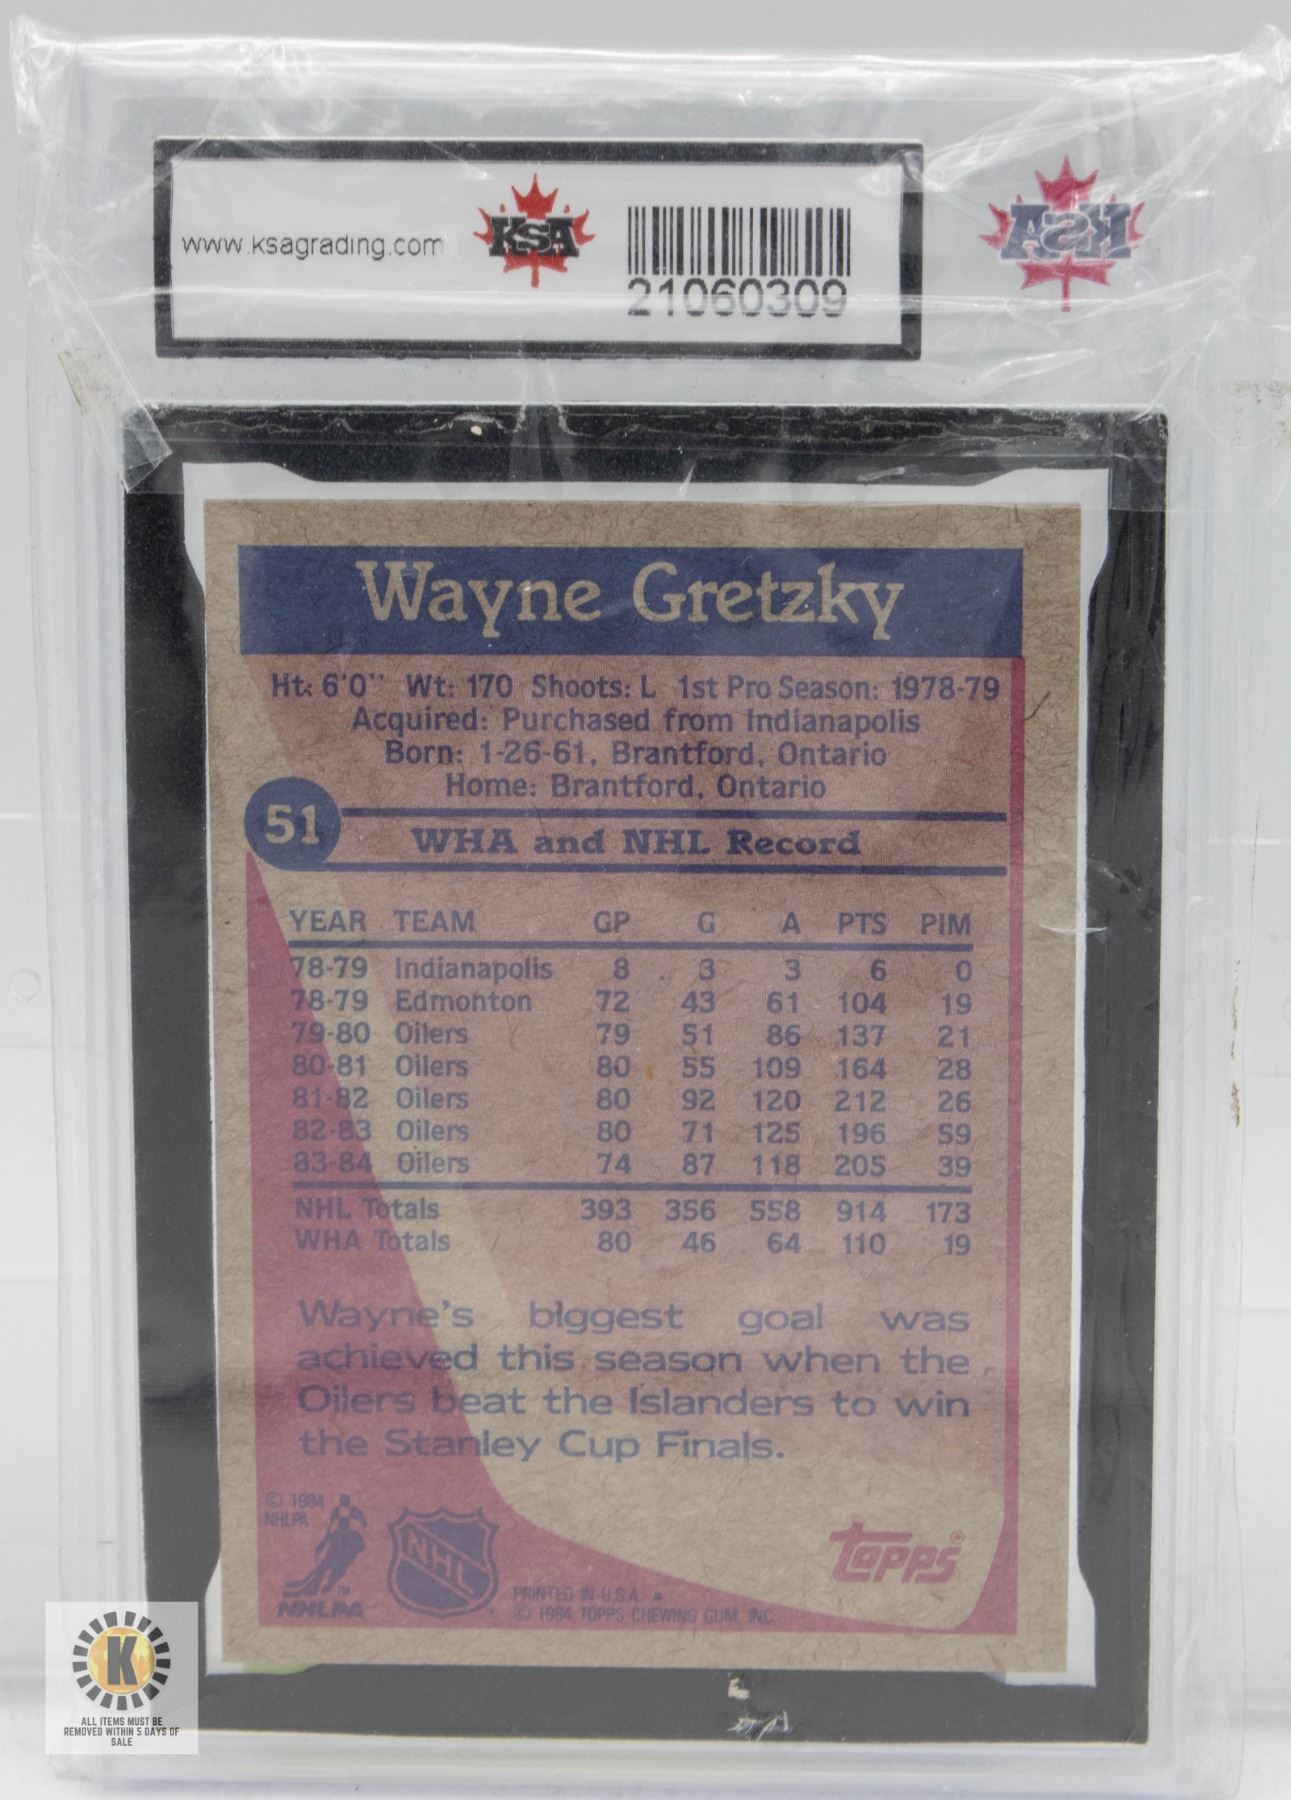 www.ksagrading.com
KSA
21060309
KSA
Wayne Gretzky
Ht: 6'0" Wt: 170 Shoots: L 1st Pro Season: 1978-79
Acquired: Purchased from Indianapolis
Born: 1-26-61, Brantford, Ontario
Home: Brantford, Ontario
51
WHA and NHL Record
YEAR TEAM GP G A PTS PIM
78-79 Indianapolis 8 3 3 6 0
78-79 Edmonton 72 43 61 104 19
79-80 Oilers 79 51 86 137 21
80-81 Oilers 80 55 109 164 28
81-82 Oilers 80 92 120 212 26
82-83 Oilers 80 71 125 196 59
83-84 Oilers 74 87 118 205 39
NHL Totals 393 356 558 914 173
WHA Totals 80 46 64 110 19
Wayne's biggest goal was
achieved this season when the
Oilers beat the Islanders to win
the Stanley Cup Finals.
© 1984
NHLPA
NHLPA
™
NHL
topps®
PRINTED IN U.S.A. *
© 1984 TOPPS CHEWING GUM, INC.
K
ALL ITEMS MUST BE
REMOVED WITHIN 5 DAYS OF
SALE